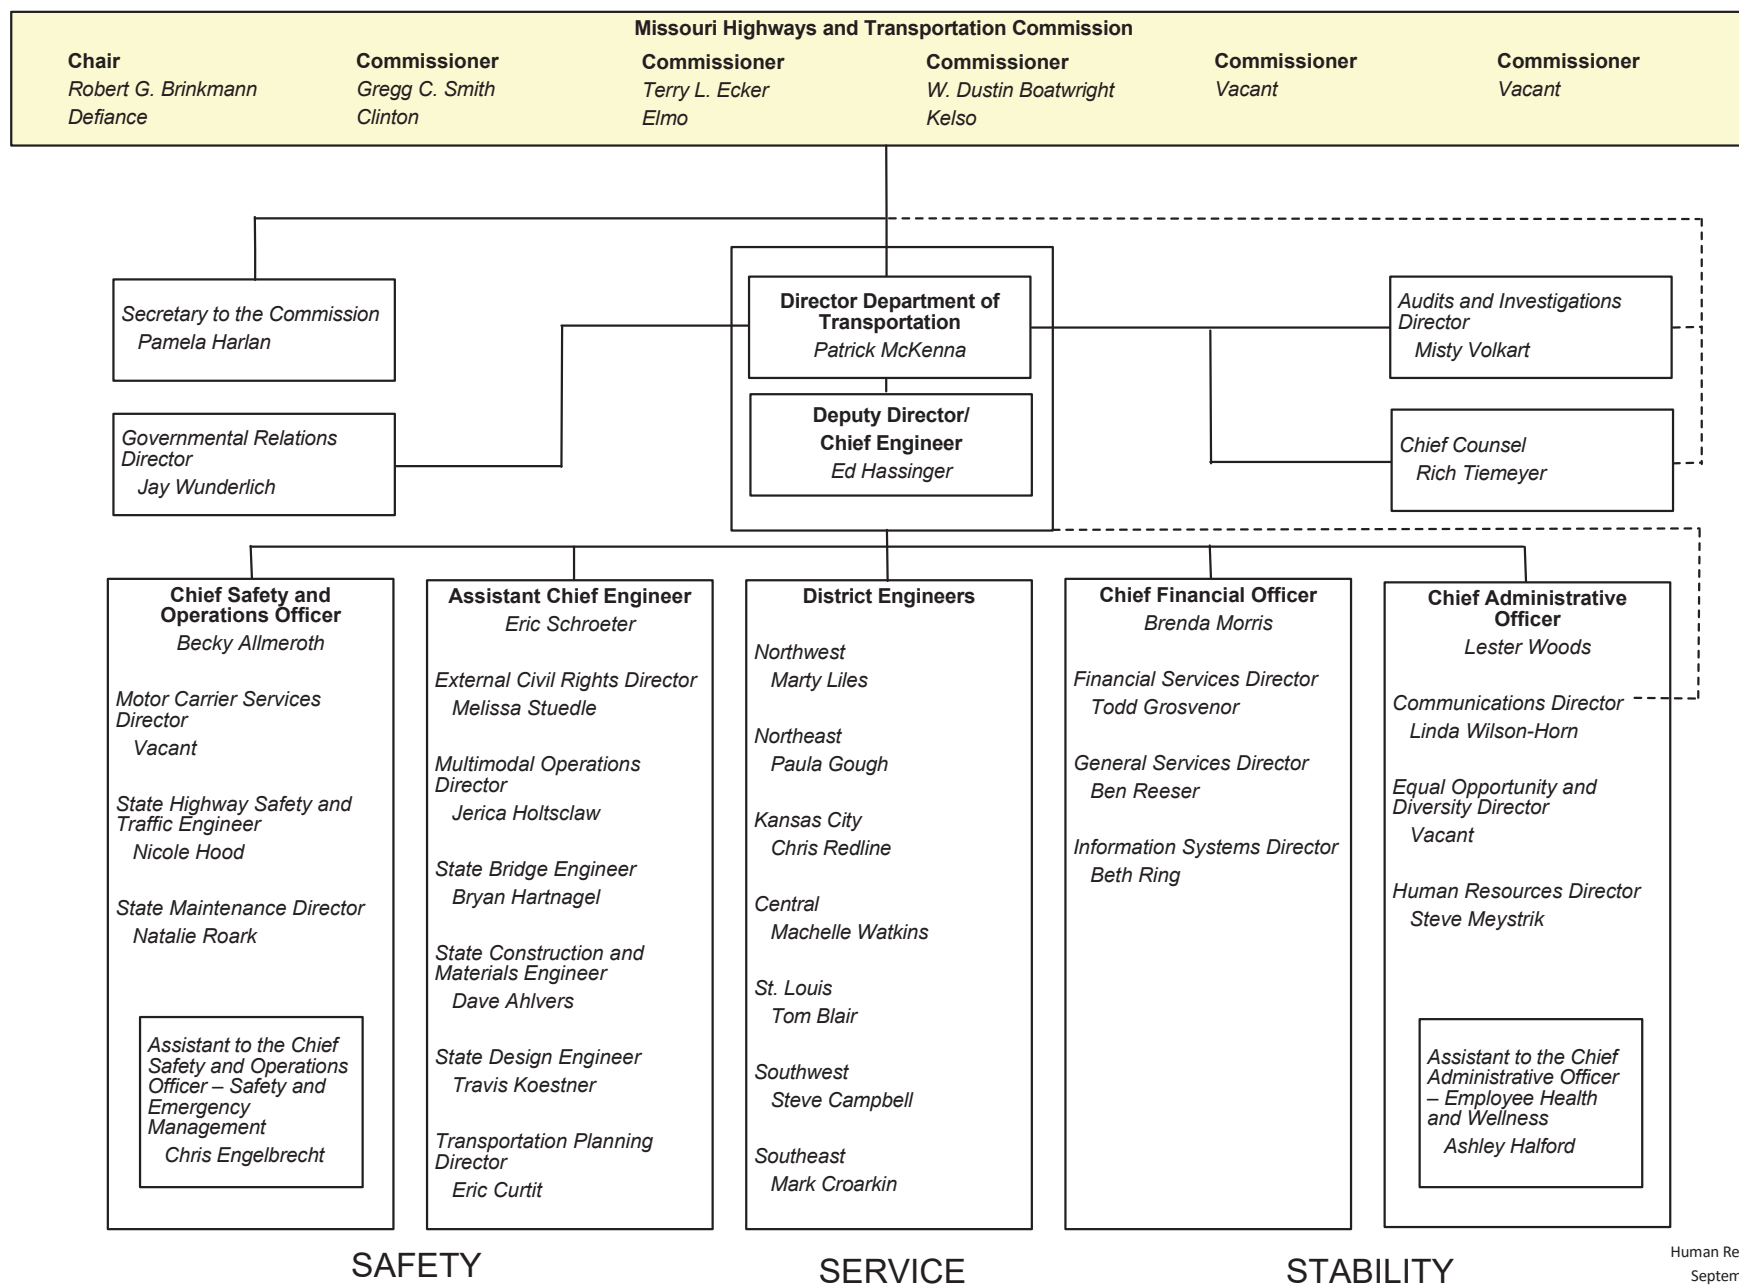 Missouri Highways and Transportation Commission
Chair
Robert G. Brinkmann
Defiance
Commissioner
Gregg C. Smith
Clinton
Commissioner
Terry L. Ecker
Elmo
Commissioner
W. Dustin Boatwright
Kelso
Commissioner
Vacant
Commissioner
Vacant
Secretary to the Commission
Pamela Harlan
Director Department of
Transportation
Patrick McKenna
Audits and Investigations
Director
Misty Volkart
Governmental Relations
Director
Jay Wunderlich
Deputy Director/
Chief Engineer
Ed Hassinger
Chief Counsel
Rich Tiemeyer
Chief Safety and
Operations Officer
Becky Allmeroth
Motor Carrier Services
Director
Vacant
State Highway Safety and
Traffic Engineer
Nicole Hood
State Maintenance Director
Natalie Roark
Assistant to the Chief
Safety and Operations
Officer – Safety and
Emergency
Management
Chris Engelbrecht
Assistant Chief Engineer
Eric Schroeter
External Civil Rights Director
Melissa Stuedle
Multimodal Operations
Director
Jerica Holtsclaw
State Bridge Engineer
Bryan Hartnagel
State Construction and
Materials Engineer
Dave Ahlvers
State Design Engineer
Travis Koestner
Transportation Planning
Director
Eric Curtit
District Engineers
Northwest
Marty Liles
Northeast
Paula Gough
Kansas City
Chris Redline
Central
Machelle Watkins
St. Louis
Tom Blair
Southwest
Steve Campbell
Southeast
Mark Croarkin
Chief Financial Officer
Brenda Morris
Financial Services Director
Todd Grosvenor
General Services Director
Ben Reeser
Information Systems Director
Beth Ring
Chief Administrative
Officer
Lester Woods
Communications Director
Linda Wilson-Horn
Equal Opportunity and
Diversity Director
Vacant
Human Resources Director
Steve Meystrik
Assistant to the Chief
Administrative Officer
– Employee Health
and Wellness
Ashley Halford
SAFETY
SERVICE
STABILITY
Human Re
Septem